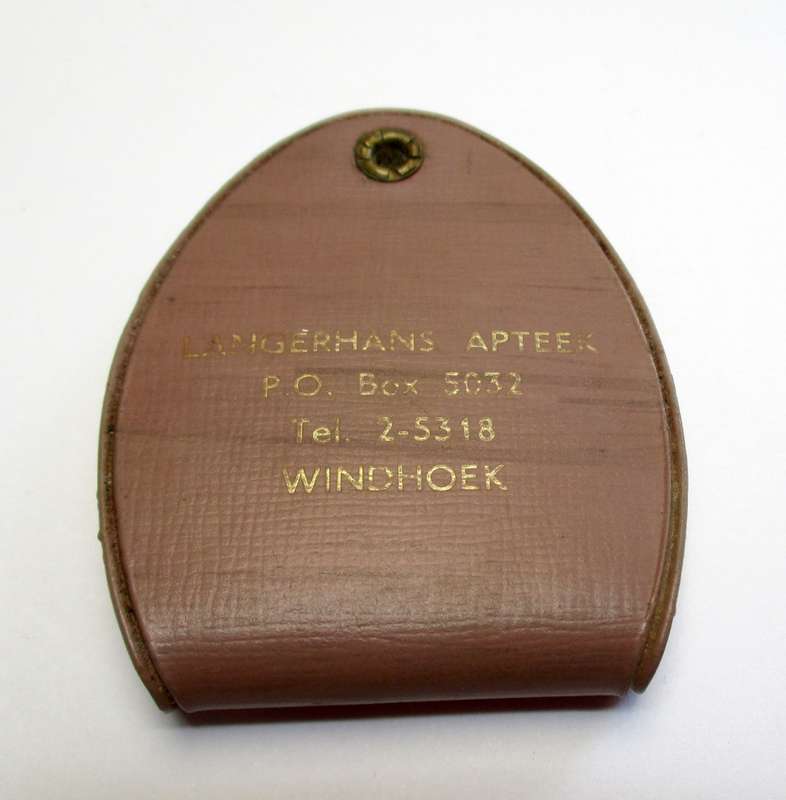 LANGERHANS APTEEK
P.O. Box 5032
Tel. 2-5318
WINDHOEK